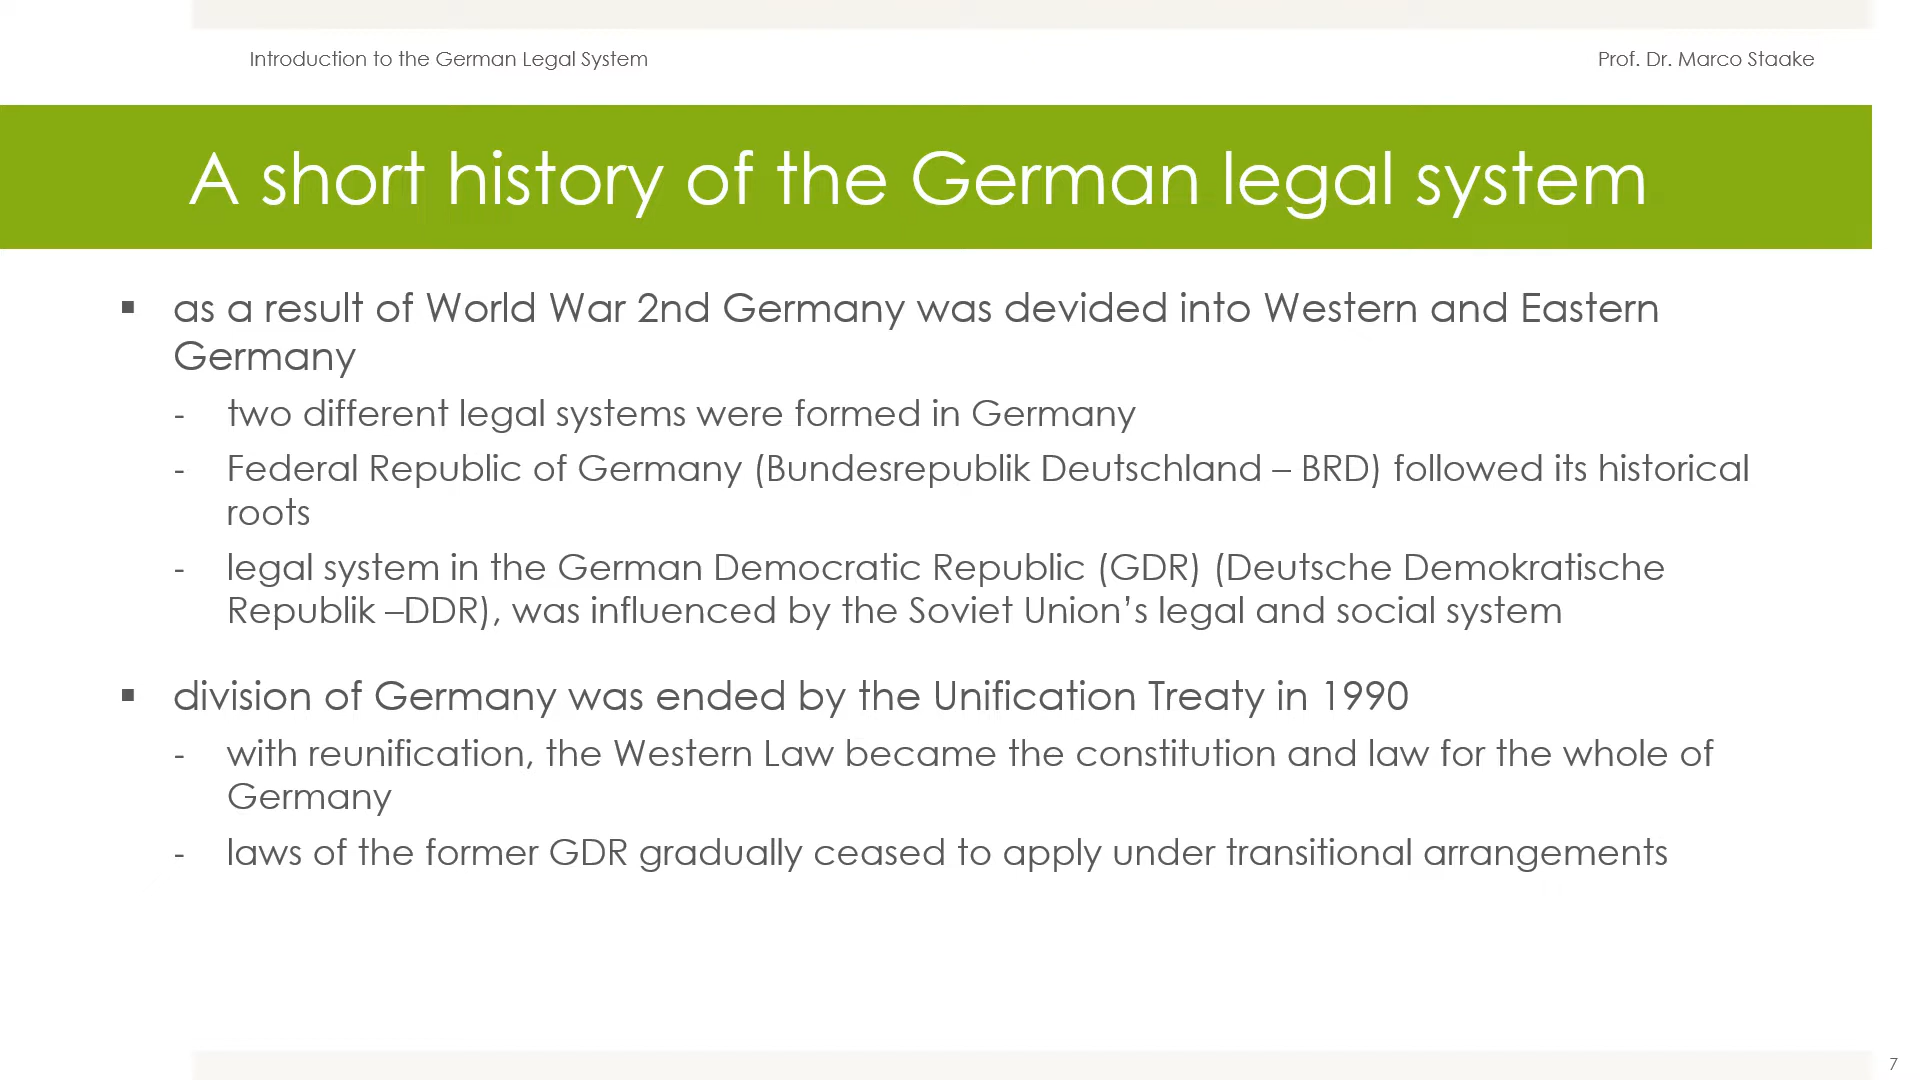 Introduction to the German Legal System
Prof. Dr. Marco Staake
A short history of the German legal system
▪ as a result of World War 2nd Germany was devided into Western and Eastern
Germany
- two different legal systems were formed in Germany
- Federal Republic of Germany (Bundesrepublik Deutschland – BRD) followed its historical
roots
- legal system in the German Democratic Republic (GDR) (Deutsche Demokratische
Republik –DDR), was influenced by the Soviet Union’s legal and social system
▪ division of Germany was ended by the Unification Treaty in 1990
- with reunification, the Western Law became the constitution and law for the whole of
Germany
- laws of the former GDR gradually ceased to apply under transitional arrangements
7